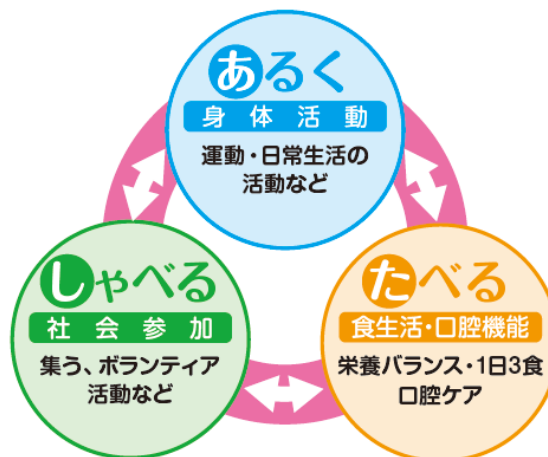 あるく
身体活動
運動・日常生活の
活動など
しゃべる
社会参加
集う、ボランティア
活動など
たべる
食生活・口腔機能
栄養バランス・1日3食
口腔ケア